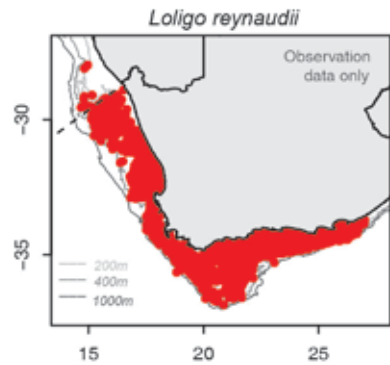 Loligo reynaudii
Observation
data only
−30
−35
200m
400m
1000m
15 20 25